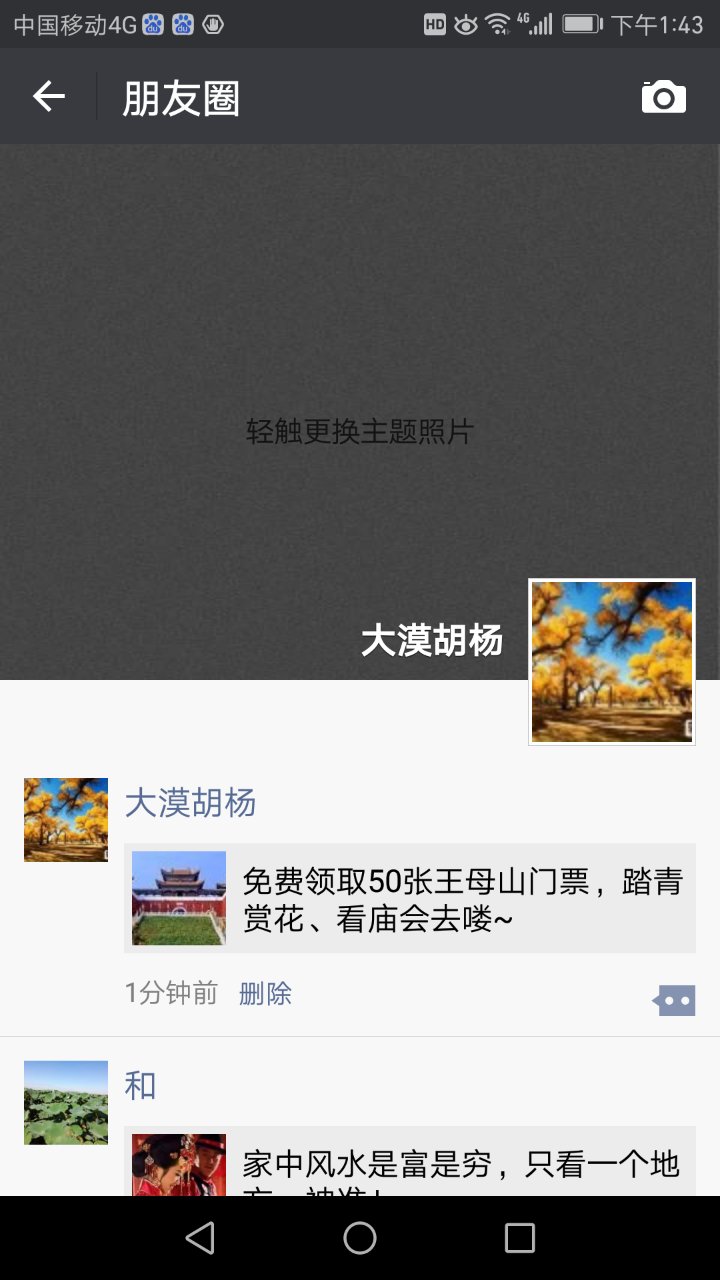 中国移动4G HD 4G 下午1:43
朋友圈
轻触更换主题照片
大漠胡杨
大漠胡杨
免费领取50张王母山门票，踏青
赏花、看庙会去喽~
1分钟前 删除
和
家中风水是富是穷，只看一个地